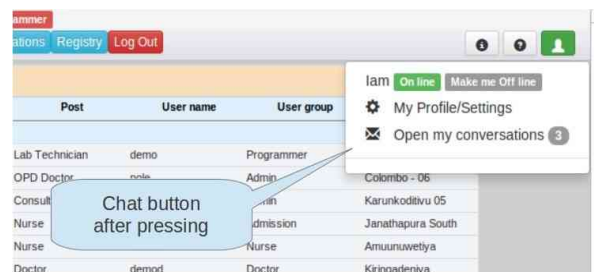 ammer
ations Registry Log Out
Iam On line Make me Off line
My Profile/Settings
Open my conversations 3
Post User name User group
Lab Technician demo Programmer
OPD Doctor Admin Colombo - 06
Consult Karunkoditivu 05
Nurse dmission Janathapura South
Nurse Nurse Amuunuwetiya
Doctor demod Doctor Kiringadeniya
Chat button
after pressing